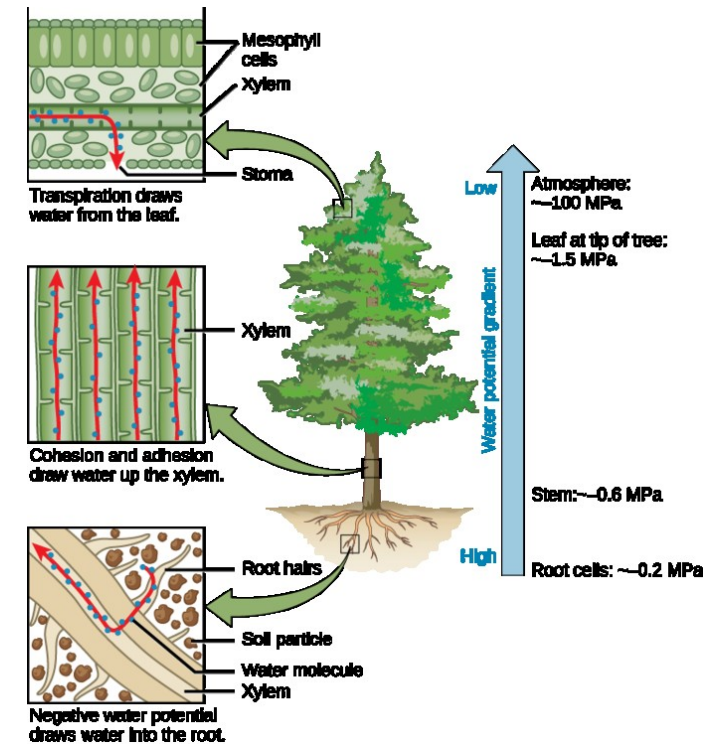 Mesophyll
cells
Xylem
Stoma
Transpiration draws
water from the leaf.
Xylem
Cohesion and adhesion
draw water up the xylem.
Root hairs
Soil particle
Water molecule
Xylem
Negative water potential
draws water into the root.
Low
Water potential gradient
High
Atmosphere:
~–100 MPa
Leaf at tip of tree:
~–1.5 MPa
Stem:~–0.6 MPa
Root cells: ~–0.2 MPa